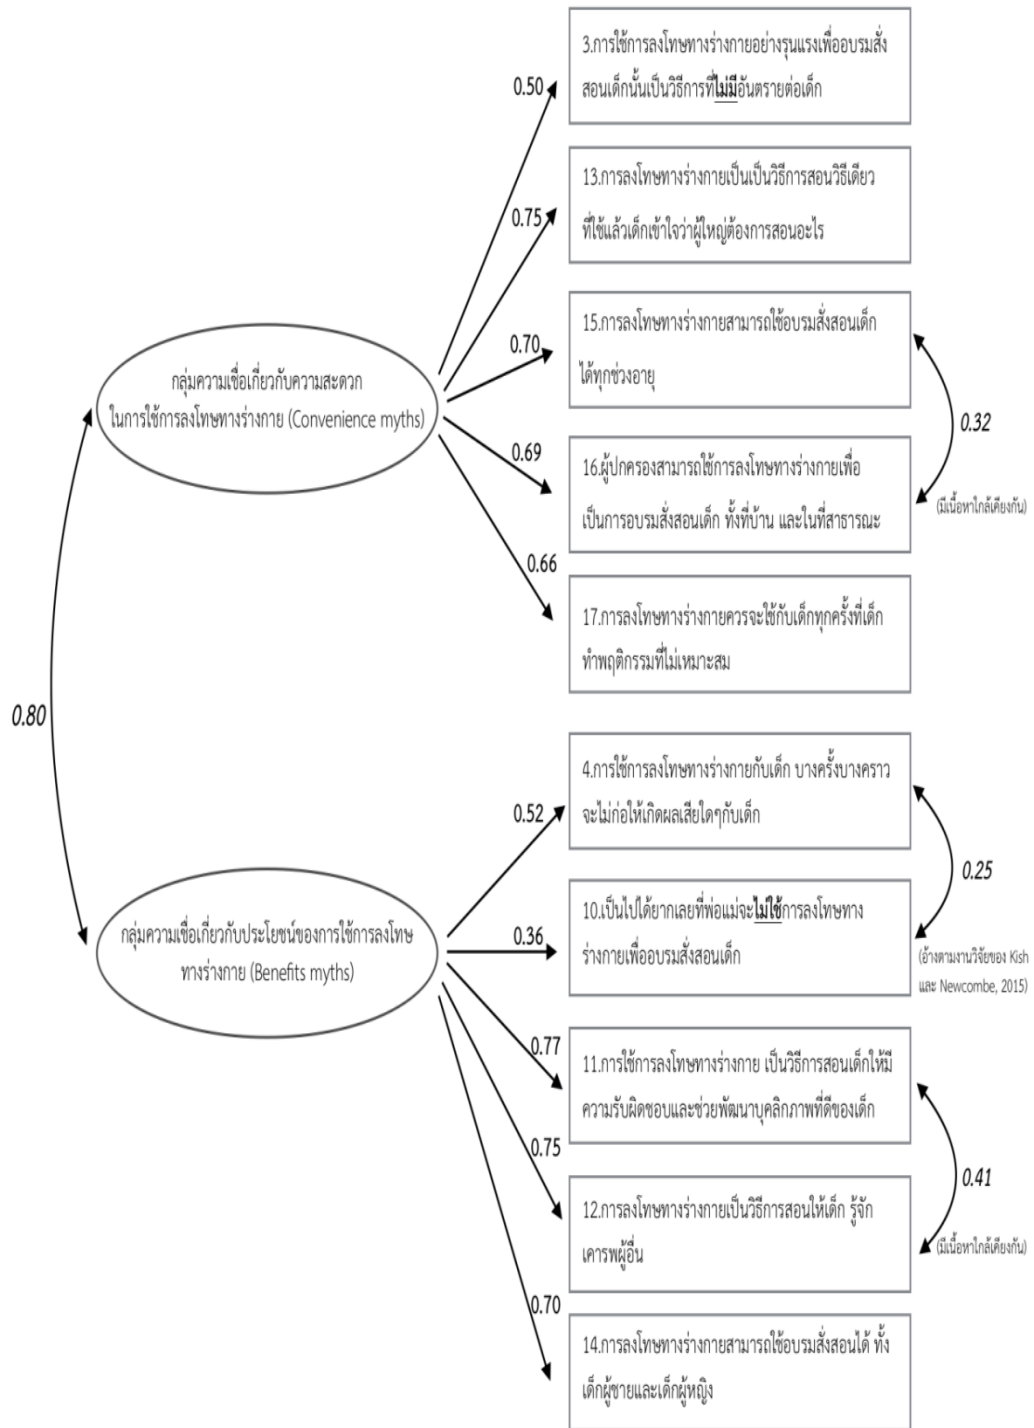 3.การใช้การลงโทษทางร่างกายอย่างรุนแรงเพื่ออบรมสั่ง
สอนเด็กนั้นเป็นวิธีการที่ไม่มีอันตรายต่อเด็ก
0.50
13.การลงโทษทางร่างกายเป็นเป็นวิธีการสอนวิธีเดียว
ที่ใช้แล้วเด็กเข้าใจว่าผู้ใหญ่ต้องการสอนอะไร
0.75
15.การลงโทษทางร่างกายสามารถใช้อบรมสั่งสอนเด็ก
ได้ทุกช่วงอายุ
0.70
กลุ่มความเชื่อเกี่ยวกับความสะดวก
ในการใช้การลงโทษทางร่างกาย (Convenience myths)
0.32
0.69
16.ผู้ปกครองสามารถใช้การลงโทษทางร่างกายเพื่อ
เป็นการอบรมสั่งสอนเด็ก ทั้งที่บ้าน และในที่สาธารณะ
(มีเนื้อหาใกล้เคียงกัน)
0.66
17.การลงโทษทางร่างกายควรจะใช้กับเด็กทุกครั้งที่เด็ก
ทำพฤติกรรมที่ไม่เหมาะสม
0.80
4.การใช้การลงโทษทางร่างกายกับเด็ก บางครั้งบางคราว
จะไม่ก่อให้เกิดผลเสียใดๆกับเด็ก
0.52
0.25
10.เป็นไปได้ยากเลยที่พ่อแม่จะไม่ใช้การลงโทษทาง
ร่างกายเพื่ออบรมสั่งสอนเด็ก
0.36
กลุ่มความเชื่อเกี่ยวกับประโยชน์ของการใช้การลงโทษ
ทางร่างกาย (Benefits myths)
(อ้างตามงานวิจัยของ Kish
และ Newcombe, 2015)
0.77
11.การใช้การลงโทษทางร่างกาย เป็นวิธีการสอนเด็กให้มี
ความรับผิดชอบและช่วยพัฒนาบุคลิกภาพที่ดีของเด็ก
0.75
0.41
12.การลงโทษทางร่างกายเป็นวิธีการสอนให้เด็ก รู้จัก
เคารพผู้อื่น
(มีเนื้อหาใกล้เคียงกัน)
0.70
14.การลงโทษทางร่างกายสามารถใช้อบรมสั่งสอนได้ ทั้ง
เด็กผู้ชายและเด็กผู้หญิง